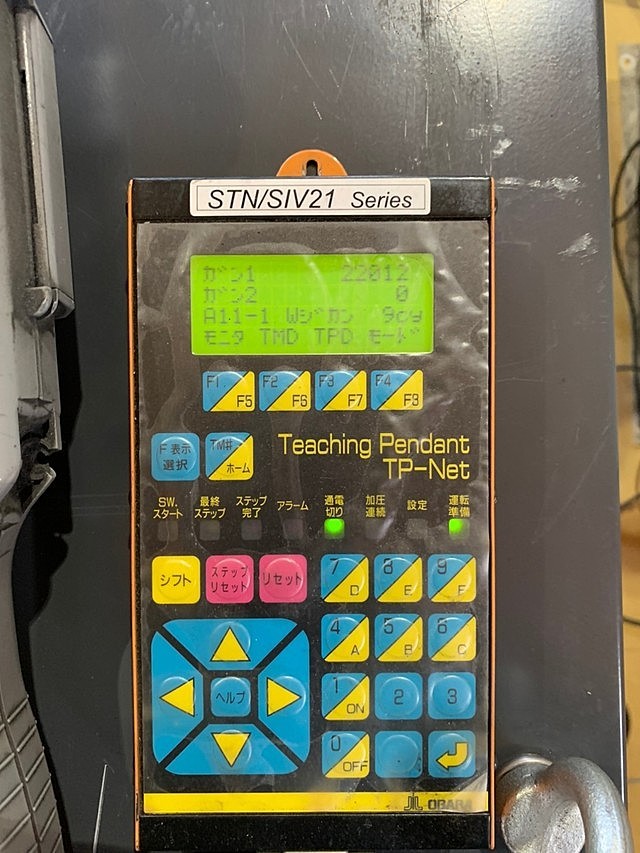 STN/SIV21 Series
ガン1 22012
ガン2 0
A11-1 Wジカン 9cy
モニタ TMD TPD モード
F1 F5 F2 F6 F3 F7 F4 F8
F 表示 選択
TM# ホーム
Teaching Pendant
TP-Net
SW. スタート
最終 ステップ
ステップ 完了
アラーム
通電 切り
加圧 連続
設定
運転 準備
シフト
ステップ リセット
リセット
7 D 8 E 9 F
4 A 5 B 6 C
ヘルプ
1 ON 2 3
0 OFF
OBARA